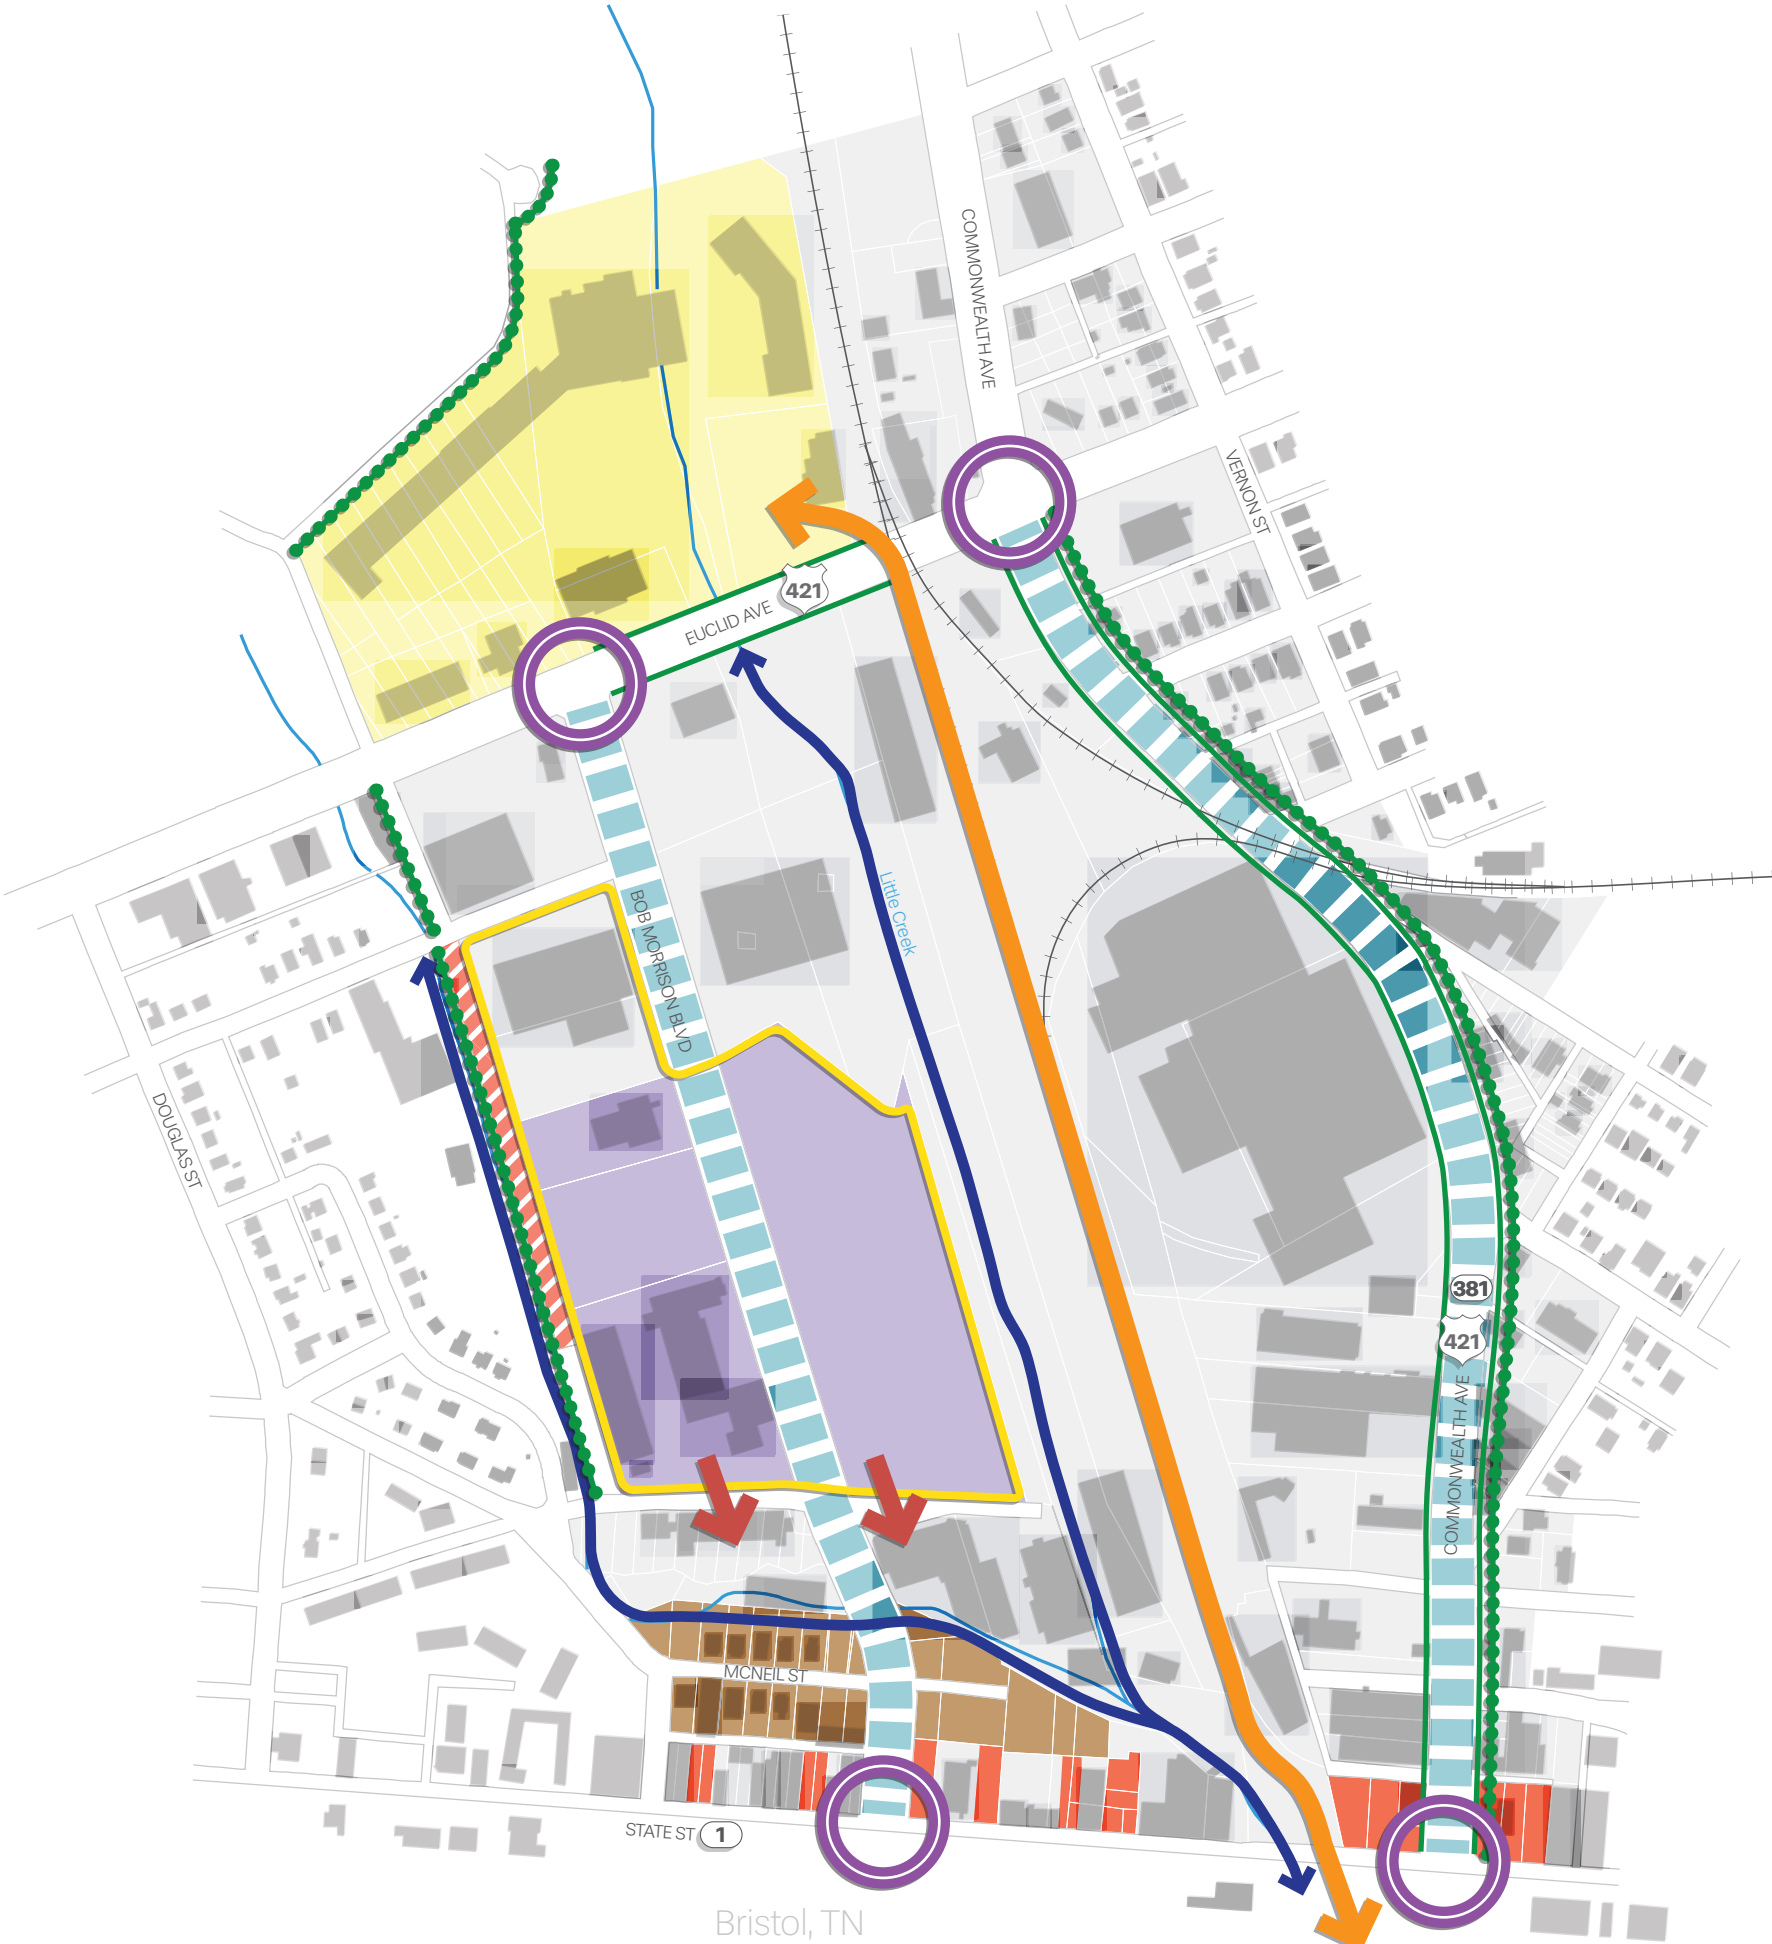 COMMONWEALTH AVE
VERNON ST
421
EUCLID AVE
Little Creek
BOB MORRISON BLVD
DOUGLAS ST
381
421
COMMONWEALTH AVE
MCNEIL ST
STATE ST 1
Bristol, TN